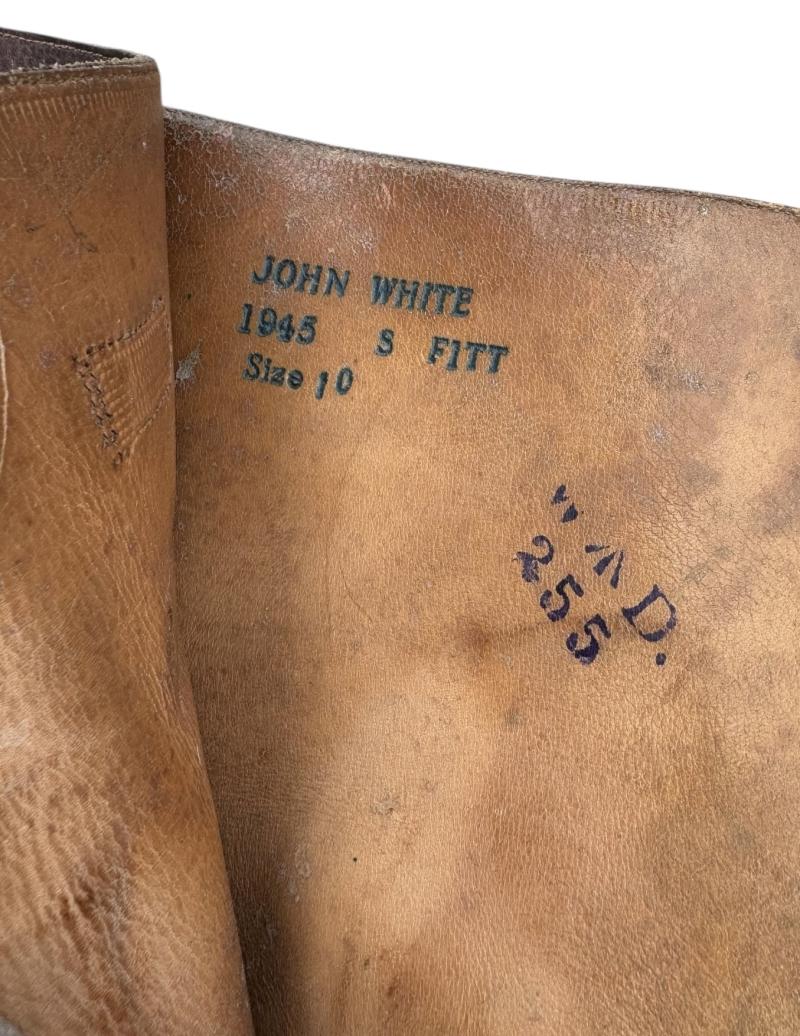 JOHN WHITE
1945 S FITT
Size 10
W↑D.
255